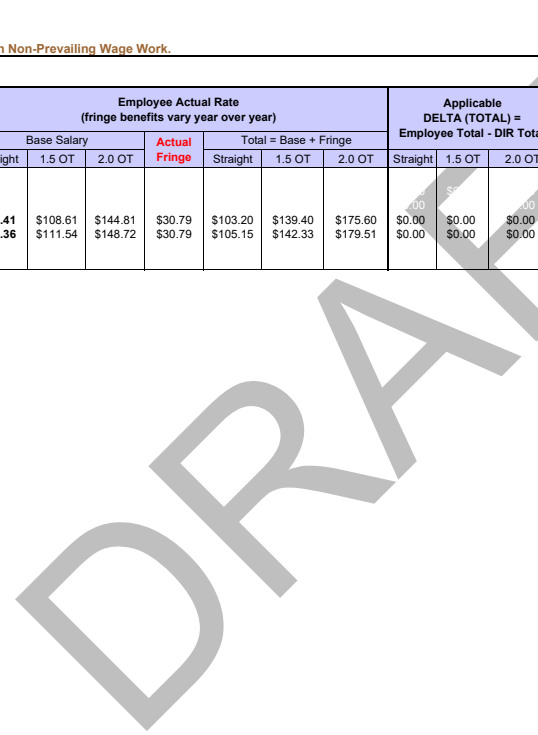 n Non-Prevailing Wage Work.
Employee Actual Rate
(fringe benefits vary year over year)
Applicable
DELTA (TOTAL) =
Employee Total - DIR Tota
Base Salary
Actual
Fringe
Total = Base + Fringe
ight 1.5 OT 2.0 OT Straight 1.5 OT 2.0 OT Straight 1.5 OT 2.0 OT
.00
.41 $108.61 $144.81 $30.79 $103.20 $139.40 $175.60 $0.00 $0.00 $0.00
.36 $111.54 $148.72 $30.79 $105.15 $142.33 $179.51 $0.00 $0.00 $0.00
DRAF